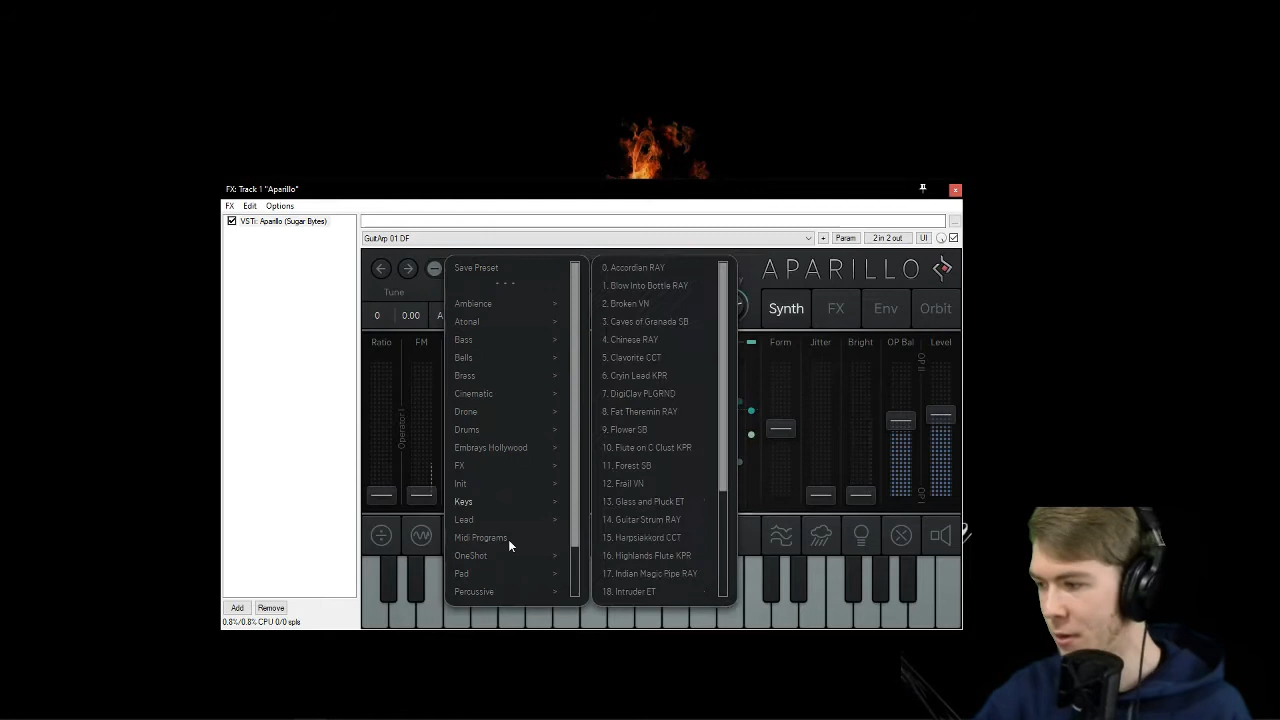 FX: Track 1 "Aparillo"
FX Edit Options
VSTi: Aparillo (Sugar Bytes)
GuitArp 01 DF
+ Param 2 in 2 out UI
APARILLO
Tune
0 0.00 A
Synth FX Env Orbit
Ratio FM
Form Jitter Bright OP Bal Level
Operator I
OP II
OP I
Save Preset
- - -
Ambience >
Atonal >
Bass >
Bells >
Brass >
Cinematic >
Drone >
Drums >
Embrays Hollywood >
FX >
Init >
Keys >
Lead >
Midi Programs
OneShot >
Pad >
Percussive >
0. Accordian RAY
1. Blow Into Bottle RAY
2. Broken VN
3. Caves of Granada SB
4. Chinese RAY
5. Clavorite CCT
6. Cryin Lead KPR
7. DigiClav PLGRND
8. Fat Theremin RAY
9. Flower SB
10. Flute on C Clust KPR
11. Forest SB
12. Frail VN
13. Glass and Pluck ET
14. Guitar Strum RAY
15. Harpsiakkord CCT
16. Highlands Flute KPR
17. Indian Magic Pipe RAY
18. Intruder ET
Add Remove
0.8%/0.8% CPU 0/0 spls